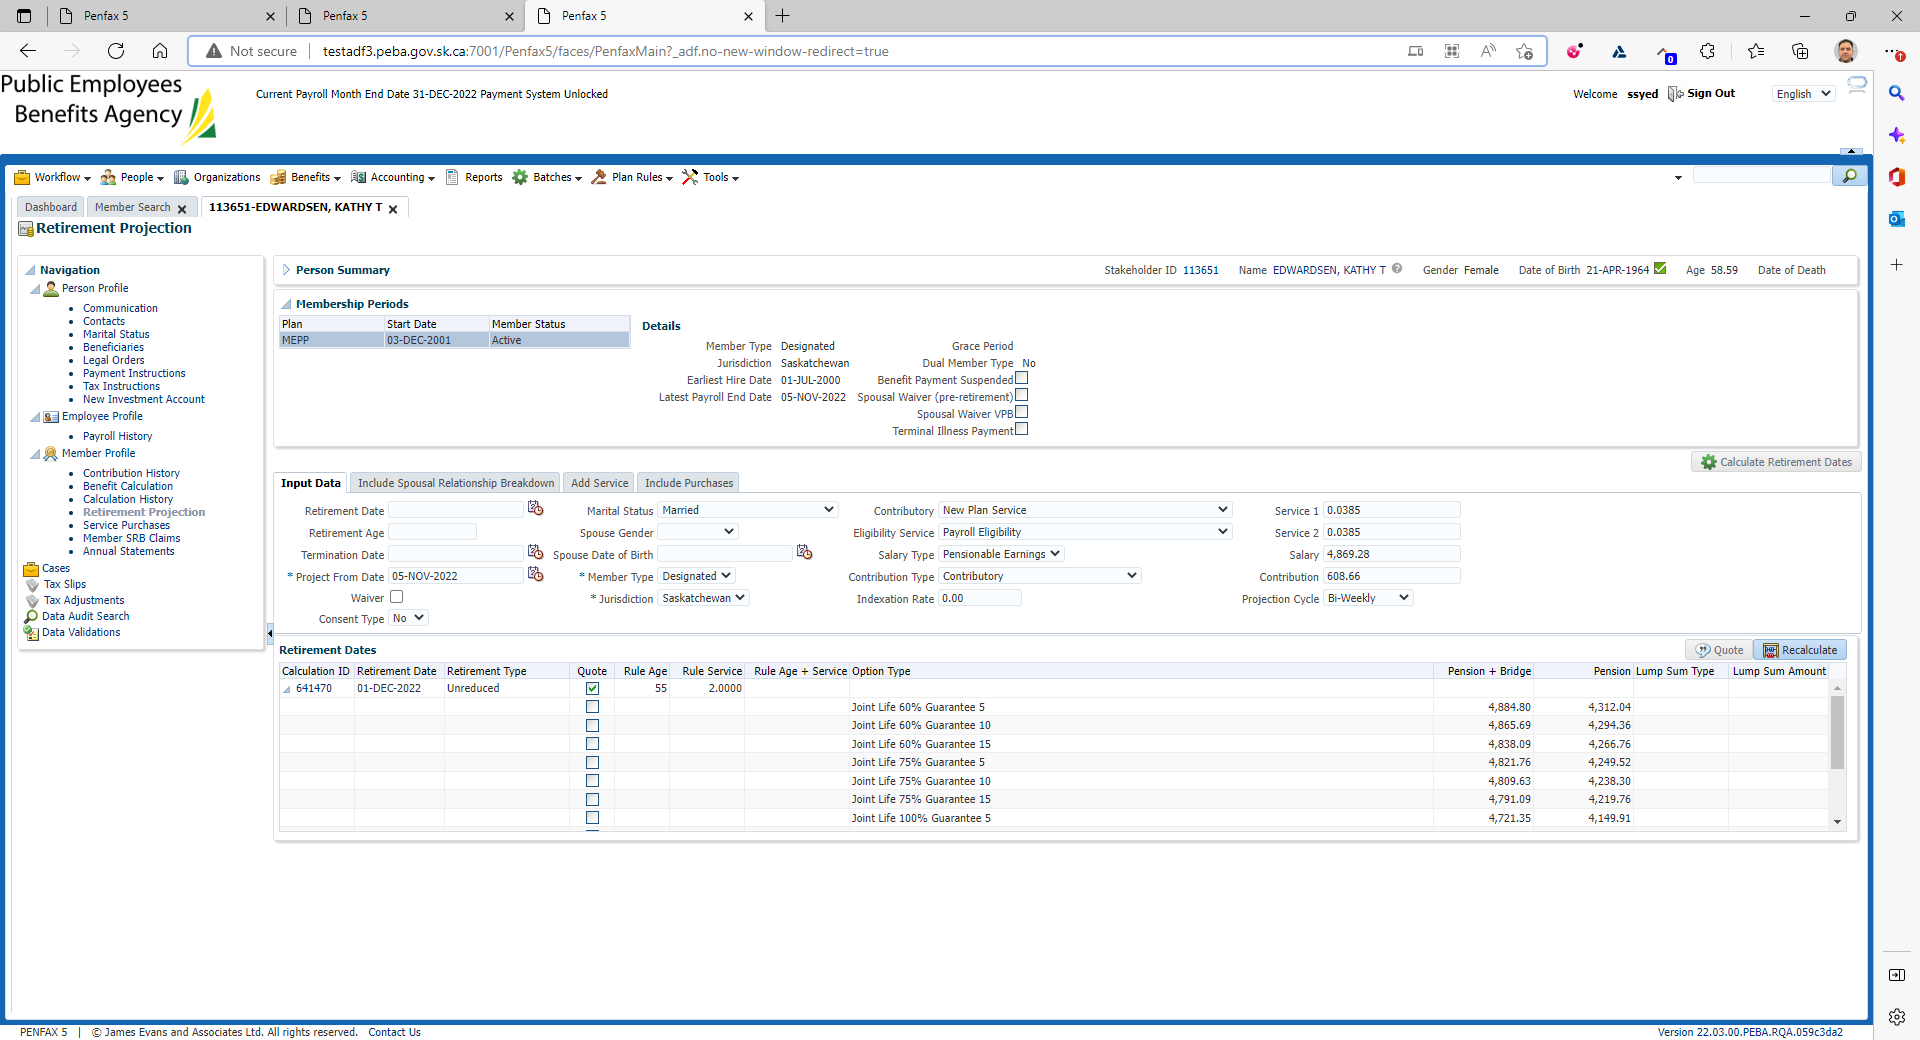 Penfax 5
Penfax 5
Penfax 5
Not secure
testadf3.peba.gov.sk.ca:7001/Penfax5/faces/PenfaxMain?_adf.no-new-window-redirect=true
0
1
Public Employees
Benefits Agency
Current Payroll Month End Date 31-DEC-2022 Payment System Unlocked
Welcome ssyed Sign Out English
Workflow People Organizations Benefits Accounting Reports Batches Plan Rules Tools
Dashboard Member Search 113651-EDWARDSEN, KATHY T
Retirement Projection
Navigation
Person Profile
Communication
Contacts
Marital Status
Beneficiaries
Legal Orders
Payment Instructions
Tax Instructions
New Investment Account
Employee Profile
Payroll History
Member Profile
Contribution History
Benefit Calculation
Calculation History
Retirement Projection
Service Purchases
Member SRB Claims
Annual Statements
Cases
Tax Slips
Tax Adjustments
Data Audit Search
Data Validations
Person Summary Stakeholder ID 113651 Name EDWARDSEN, KATHY T Gender Female Date of Birth 21-APR-1964 Age 58.59 Date of Death
Membership Periods
Plan Start Date Member Status
MEPP 03-DEC-2001 Active
Details
Member Type Designated Grace Period
Jurisdiction Saskatchewan Dual Member Type No
Earliest Hire Date 01-JUL-2000 Benefit Payment Suspended
Latest Payroll End Date 05-NOV-2022 Spousal Waiver (pre-retirement)
Spousal Waiver VPB
Terminal Illness Payment
Calculate Retirement Dates
Input Data Include Spousal Relationship Breakdown Add Service Include Purchases
Retirement Date Marital Status Married Contributory New Plan Service Service 1 0.0385
Retirement Age Spouse Gender Eligibility Service Payroll Eligibility Service 2 0.0385
Termination Date Spouse Date of Birth Salary Type Pensionable Earnings Salary 4,869.28
* Project From Date 05-NOV-2022 * Member Type Designated Contribution Type Contributory Contribution 608.66
Waiver * Jurisdiction Saskatchewan Indexation Rate 0.00 Projection Cycle Bi-Weekly
Consent Type No
Retirement Dates Quote Recalculate
Calculation ID Retirement Date Retirement Type Quote Rule Age Rule Service Rule Age + Service Option Type Pension + Bridge Pension Lump Sum Type Lump Sum Amount
641470 01-DEC-2022 Unreduced 55 2.0000
Joint Life 60% Guarantee 5 4,884.80 4,312.04
Joint Life 60% Guarantee 10 4,865.69 4,294.36
Joint Life 60% Guarantee 15 4,838.09 4,266.76
Joint Life 75% Guarantee 5 4,821.76 4,249.52
Joint Life 75% Guarantee 10 4,809.63 4,238.30
Joint Life 75% Guarantee 15 4,791.09 4,219.76
Joint Life 100% Guarantee 5 4,721.35 4,149.91
PENFAX 5 | © James Evans and Associates Ltd. All rights reserved. Contact Us
Version 22.03.00.PEBA.RQA.059c3da2